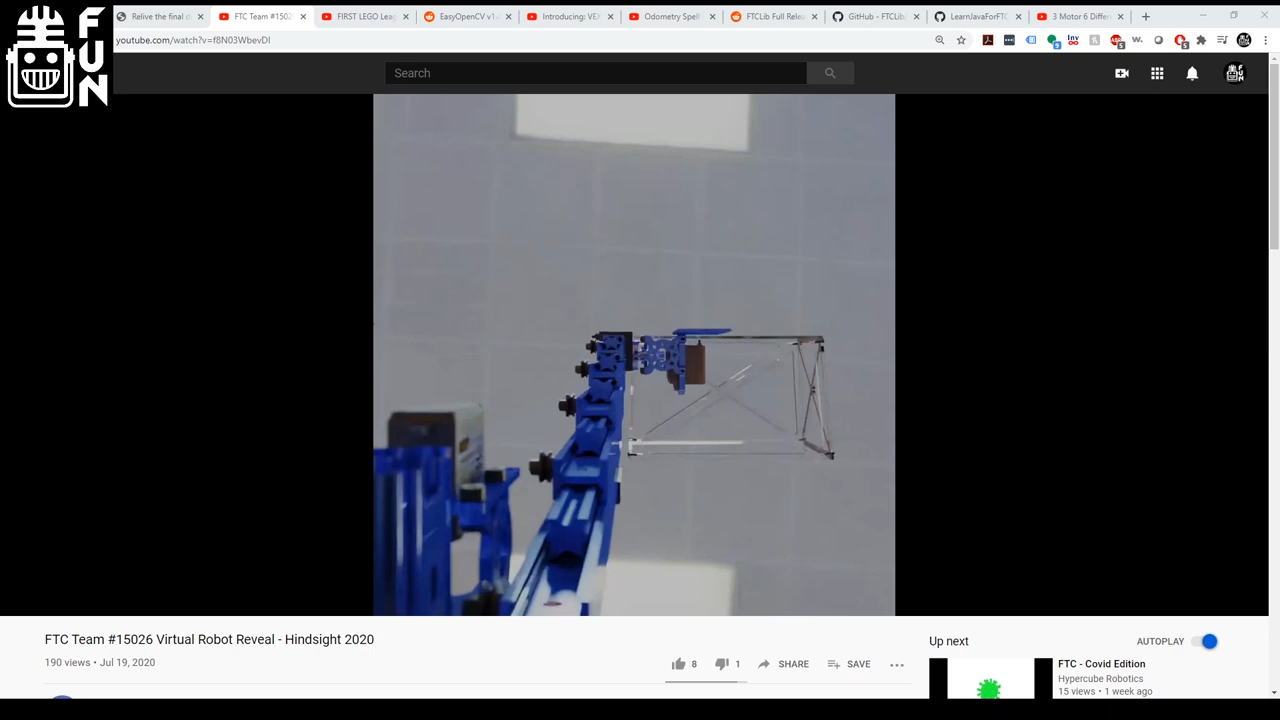 FUN
Relive the final d
FTC Team #1502
FIRST LEGO Lea
EasyOpenCV v1.
Introducing: VEX
Odometry Spell
FTCLib Full Relea
GitHub - FTCLib/
LearnJavaForFTC
3 Motor 6 Differ
youtube.com/watch?v=f8N03WbevDI
Search
FTC Team #15026 Virtual Robot Reveal - Hindsight 2020
190 views • Jul 19, 2020
8
1
SHARE
SAVE
Up next
AUTOPLAY
FTC - Covid Edition
Hypercube Robotics
15 views • 1 week ago